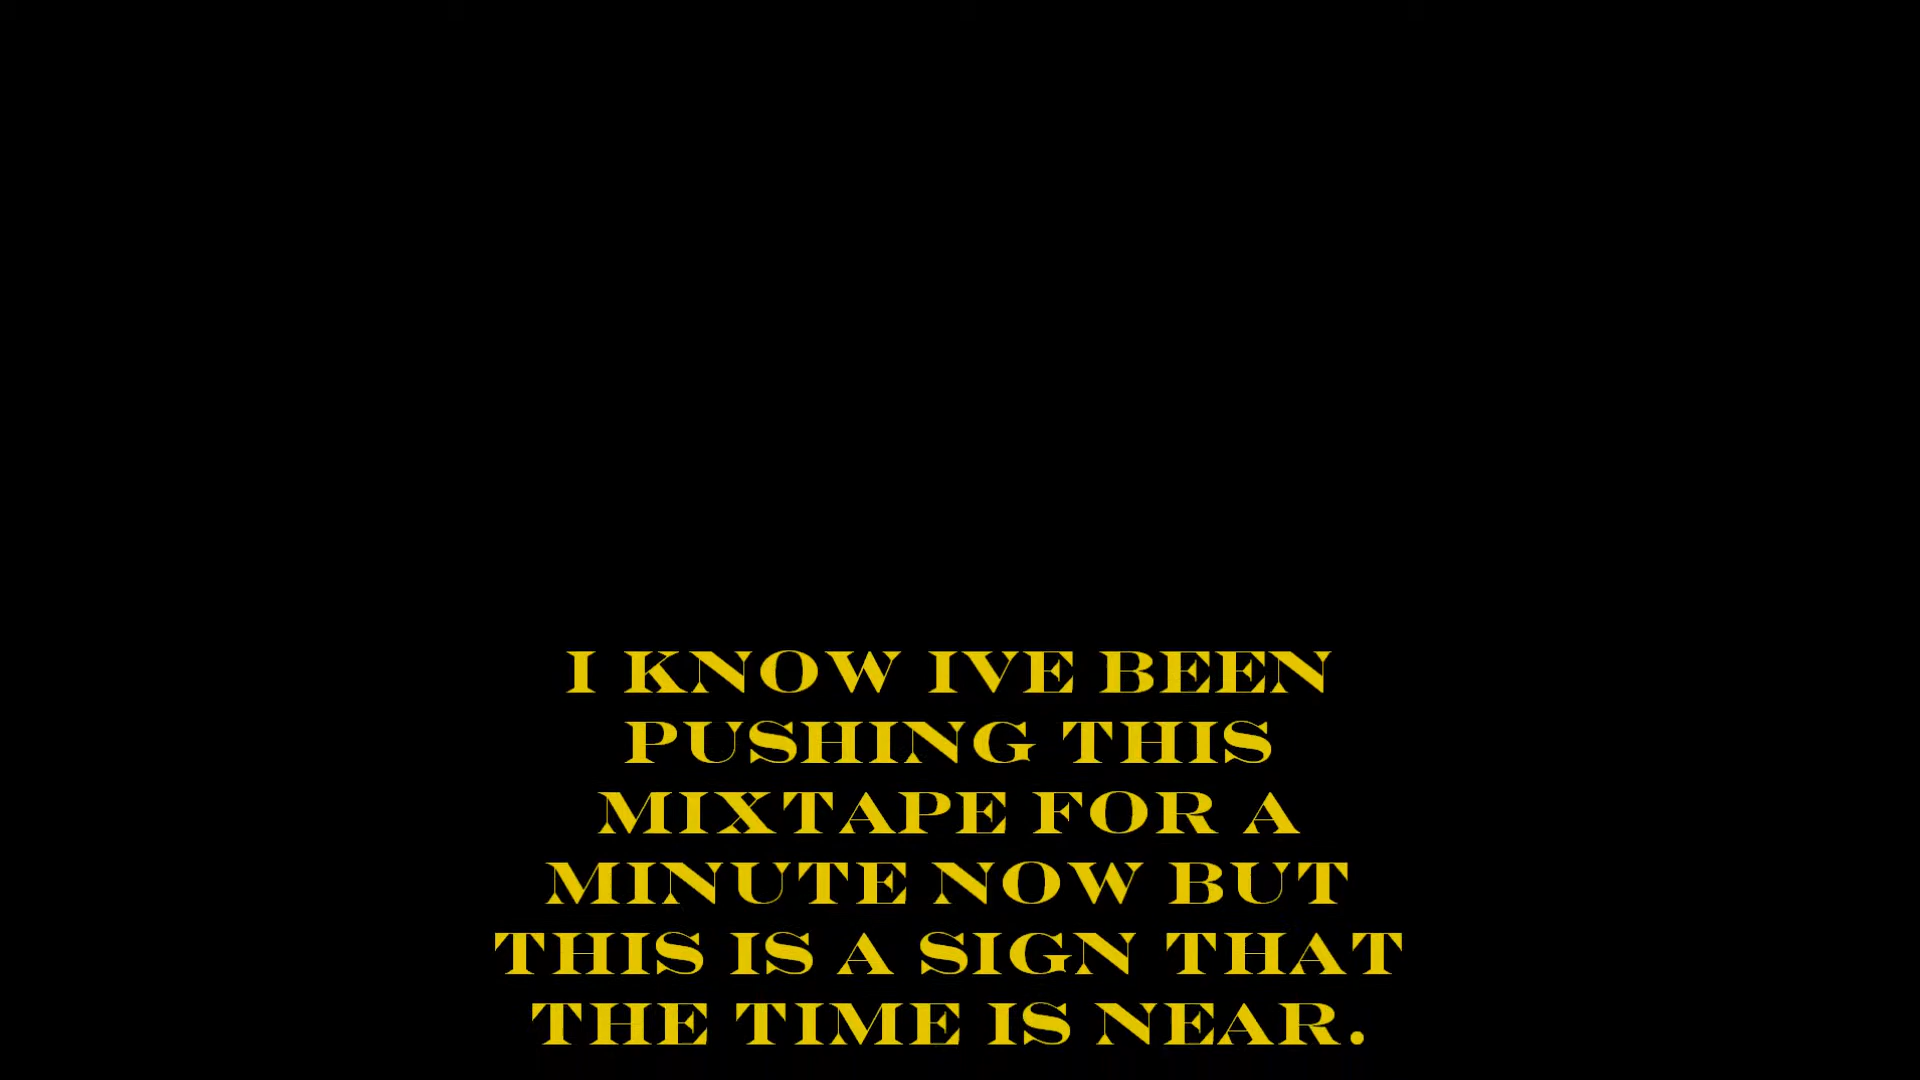 I KNOW IVE BEEN
PUSHING THIS
MIXTAPE FOR A
MINUTE NOW BUT
THIS IS A SIGN THAT
THE TIME IS NEAR.